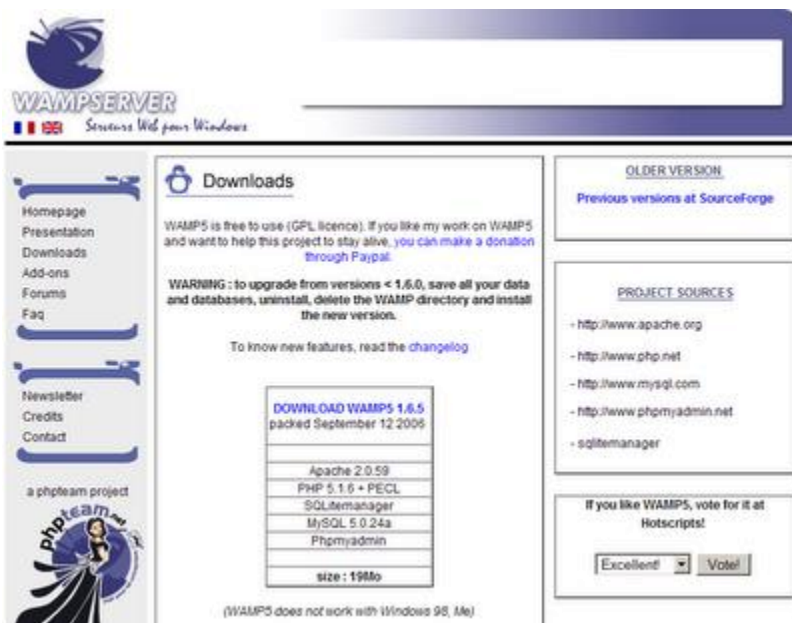 WAMPSERVER
Serveurs Web pour Windows
Homepage
Presentation
Downloads
Add-ons
Forums
Faq
Newsletter
Credits
Contact
a phpteam project
phpteam.net
Downloads
WAMP5 is free to use (GPL licence). If you like my work on WAMP5
and want to help this project to stay alive, you can make a donation
through Paypal.
WARNING : to upgrade from versions < 1.6.0, save all your data
and databases, uninstall, delete the WAMP directory and install
the new version.
To know new features, read the changelog
DOWNLOAD WAMP5 1.6.5
packed September 12 2006
Apache 2.0.59
PHP 5.1.6 + PECL
SQLitemanager
MySQL 5.0.24a
Phpmyadmin
size : 19Mo
(WAMP5 does not work with Windows 98, Me)
OLDER VERSION
Previous versions at SourceForge
PROJECT SOURCES
- http://www.apache.org
- http://www.php.net
- http://www.mysql.com
- http://www.phpmyadmin.net
- sqlitemanager
If you like WAMP5, vote for it at
Hotscripts!
Excellent!
Vote!